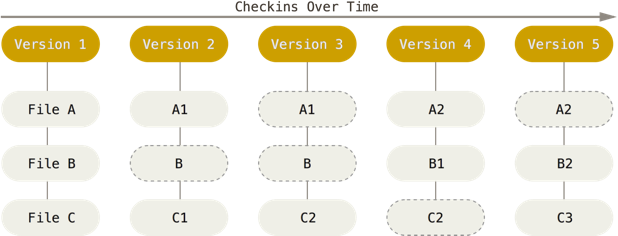 Checkins Over Time
Version 1 Version 2 Version 3 Version 4 Version 5
File A A1 A1 A2 A2
File B B B B1 B2
File C C1 C2 C2 C3